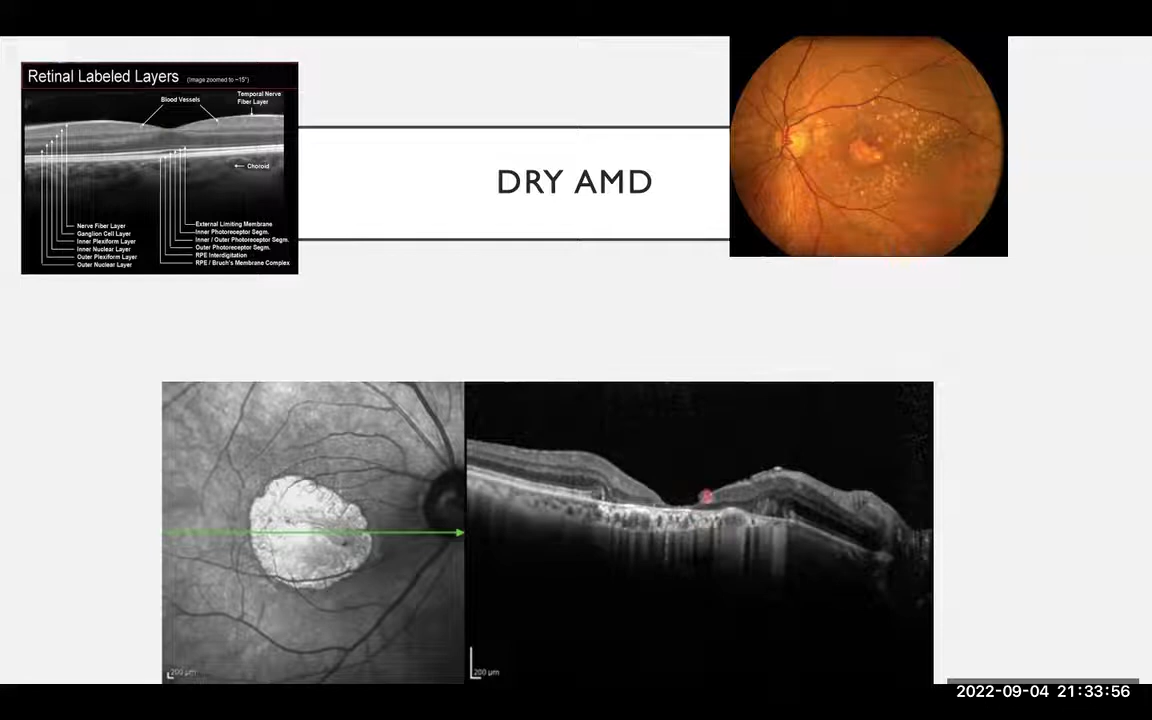 Retinal Labeled Layers (Image zoomed to ~15°)
Blood Vessels
Temporal Nerve
Fiber Layer
Choroid
Nerve Fiber Layer
Ganglion Cell Layer
Inner Plexiform Layer
Inner Nuclear Layer
Outer Plexiform Layer
Outer Nuclear Layer
External Limiting Membrane
Inner Photoreceptor Segm.
Inner / Outer Photoreceptor Segm.
Outer Photoreceptor Segm.
RPE Interdigitation
RPE / Bruch's Membrane Complex
DRY AMD
200 µm
200 µm
2022-09-04 21:33:56